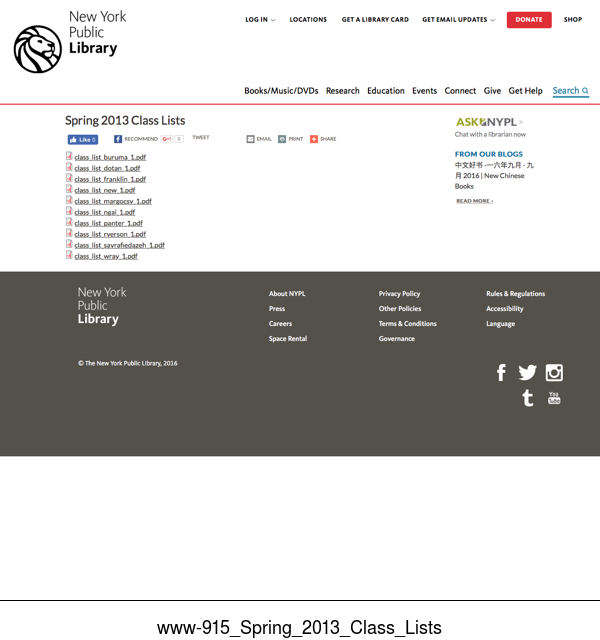 New York
Public
Library
LOG IN
LOCATIONS
GET A LIBRARY CARD
GET EMAIL UPDATES
DONATE
SHOP
Books/Music/DVDs
Research
Education
Events
Connect
Give
Get Help
Search
Spring 2013 Class Lists
Like 0
RECOMMEND
G+1 0
TWEET
EMAIL
PRINT
SHARE
class_list_buruma_1.pdf
class_list_dotan_1.pdf
class_list_franklin_1.pdf
class_list_new_1.pdf
class_list_margocsy_1.pdf
class_list_ngai_1.pdf
class_list_panter_1.pdf
class_list_ryerson_1.pdf
class_list_sayrafiedazeh_1.pdf
class_list_wray_1.pdf
ASK NYPL >
Chat with a librarian now
FROM OUR BLOGS
中文好书 -一六年九月 - 九
月 2016 | New Chinese
Books
READ MORE ›
New York
Public
Library
About NYPL
Press
Careers
Space Rental
Privacy Policy
Other Policies
Terms & Conditions
Governance
Rules & Regulations
Accessibility
Language
© The New York Public Library, 2016
You
Tube
www-915_Spring_2013_Class_Lists